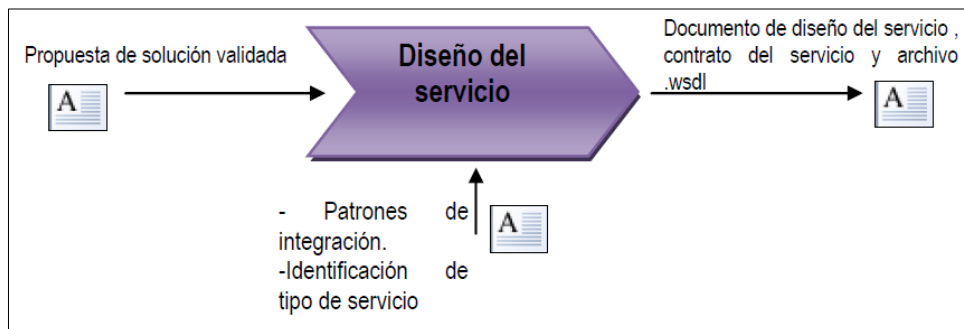 Propuesta de solución validada
A
Diseño del
servicio
Documento de diseño del servicio ,
contrato del servicio y archivo
.wsdl
A
- Patrones de
integración.
-Identificación de
tipo de servicio
A